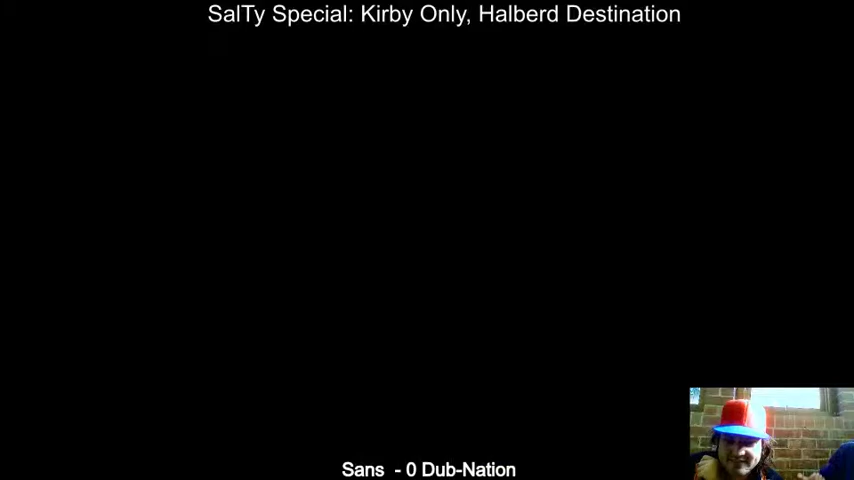 SalTy Special: Kirby Only, Halberd Destination
Sans - 0 Dub-Nation